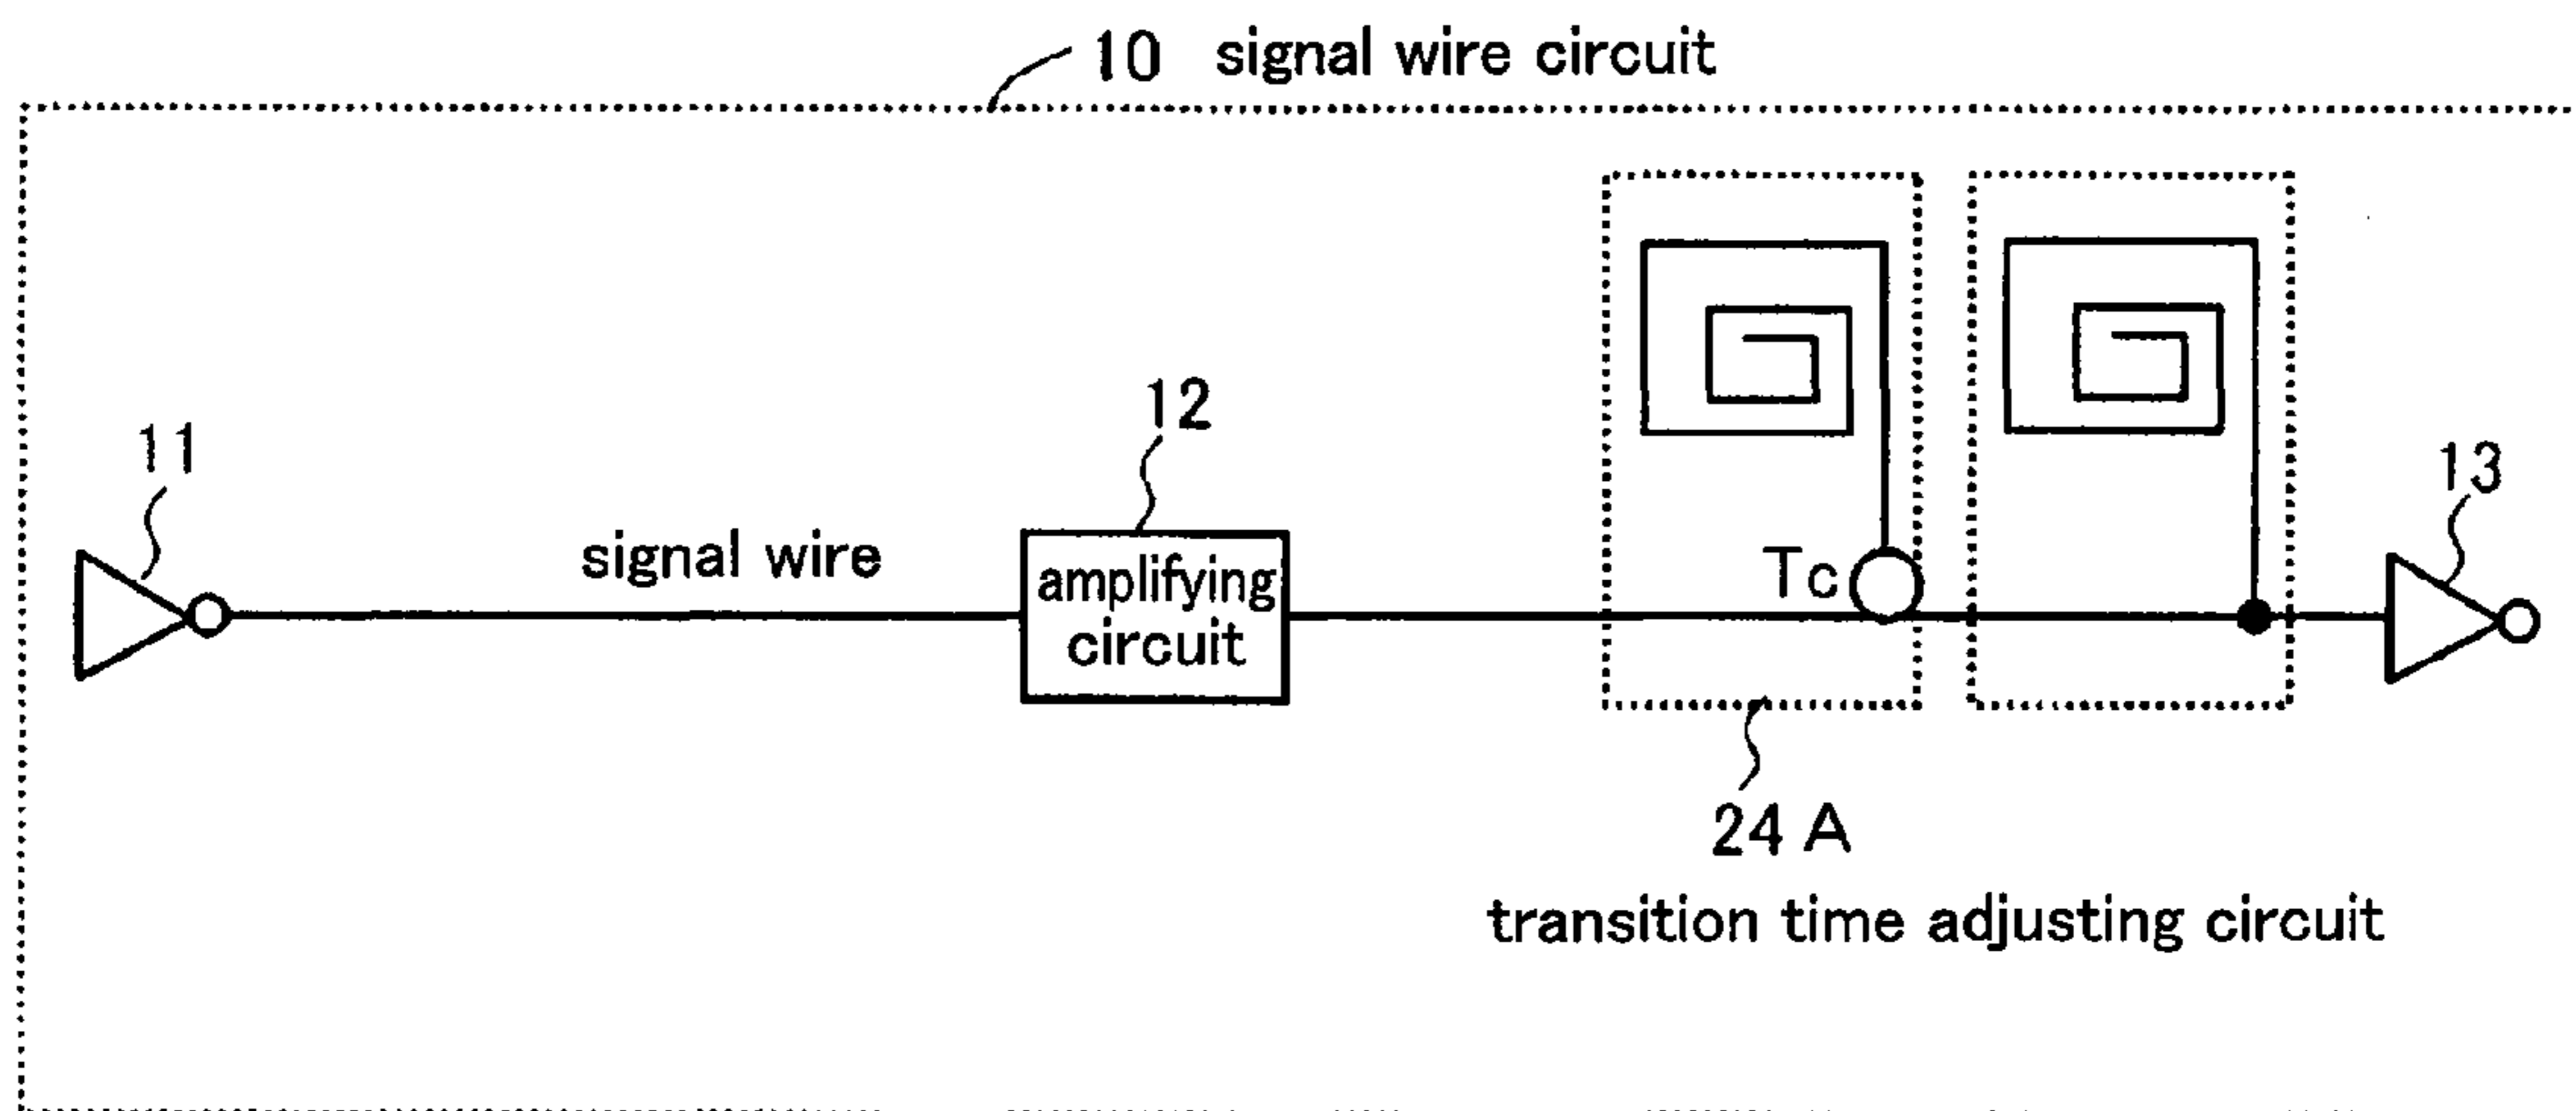 10 signal wire circuit
11
signal wire
12
amplifying
circuit
Tc
13
24 A
transition time adjusting circuit